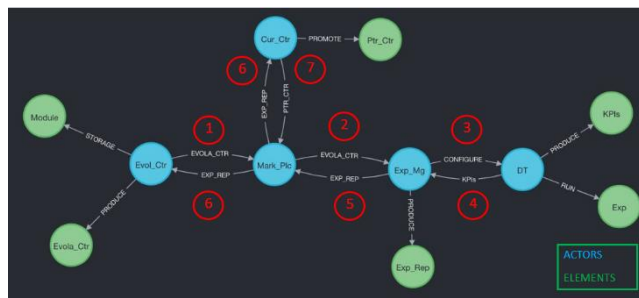 Cur_Ctr
PROMOTE
Ptr_Ctr
6
7
EXP_REP
PTR_CTR
Module
STORAGE
1
2
3
KPIs
PRODUCE
Evol_Ctr
EVOLA_CTR
Mark_Plc
EVOLA_CTR
Exp_Mg
CONFIGURE
DT
EXP_REP
EXP_REP
KPIs
RUN
PRODUCE
6
5
4
Exp
PRODUCE
Evola_Ctr
Exp_Rep
ACTORS
ELEMENTS